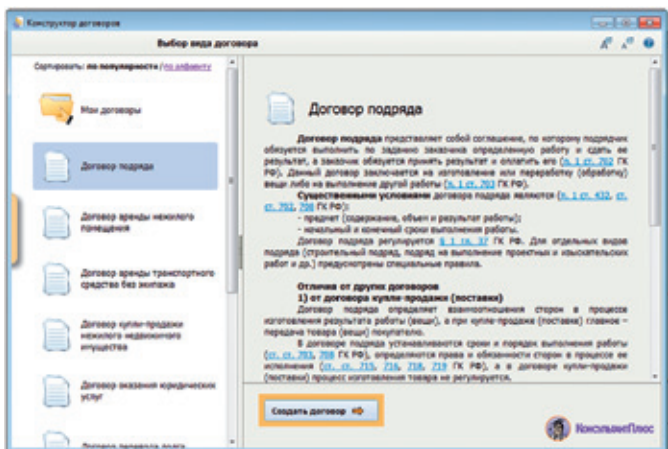 Конструктор договоров
Выбор вида договора
Сортировать: по популярности / по алфавиту
Мои договоры
Договор подряда
Договор аренды нежилого
помещения
Договор аренды транспортного
средства без экипажа
Договор купли-продажи
нежилого недвижимого
имущества
Договор оказания юридических
услуг
Договор перевода долга
Договор подряда
Договор подряда представляет собой соглашение, по которому подрядчик
обязуется выполнить по заданию заказчика определенную работу и сдать ее
результат, а заказчик обязуется принять результат и оплатить его (п. 1 ст. 702 ГК
РФ). Данный договор заключается на изготовление или переработку (обработку)
вещи либо на выполнение другой работы (п. 1 ст. 703 ГК РФ).
Существенными условиями договора подряда являются (п. 1 ст. 432, ст.
ст. 702, 708 ГК РФ):
- предмет (содержание, объем и результат работы);
- начальный и конечный сроки выполнения работы.
Договор подряда регулируется § 1 гл. 37 ГК РФ. Для отдельных видов
подряда (строительный подряд, подряд на выполнение проектных и изыскательских
работ и др.) предусмотрены специальные правила.
Отличия от других договоров
1) от договора купли-продажи (поставки)
Договор подряда определяет взаимоотношения сторон в процессе
изготовления результата работы (вещи), а при купле-продаже (поставке) главное –
передача товара (вещи) покупателю.
В договоре подряда устанавливаются сроки и порядок выполнения работы
(ст. ст. 703, 708 ГК РФ), определяются права и обязанности сторон в процессе ее
исполнения (ст. ст. 715, 716, 718, 719 ГК РФ), а в договоре купли-продажи
(поставки) процесс изготовления товара не регулируется.
Создать договор
КонсультантПлюс